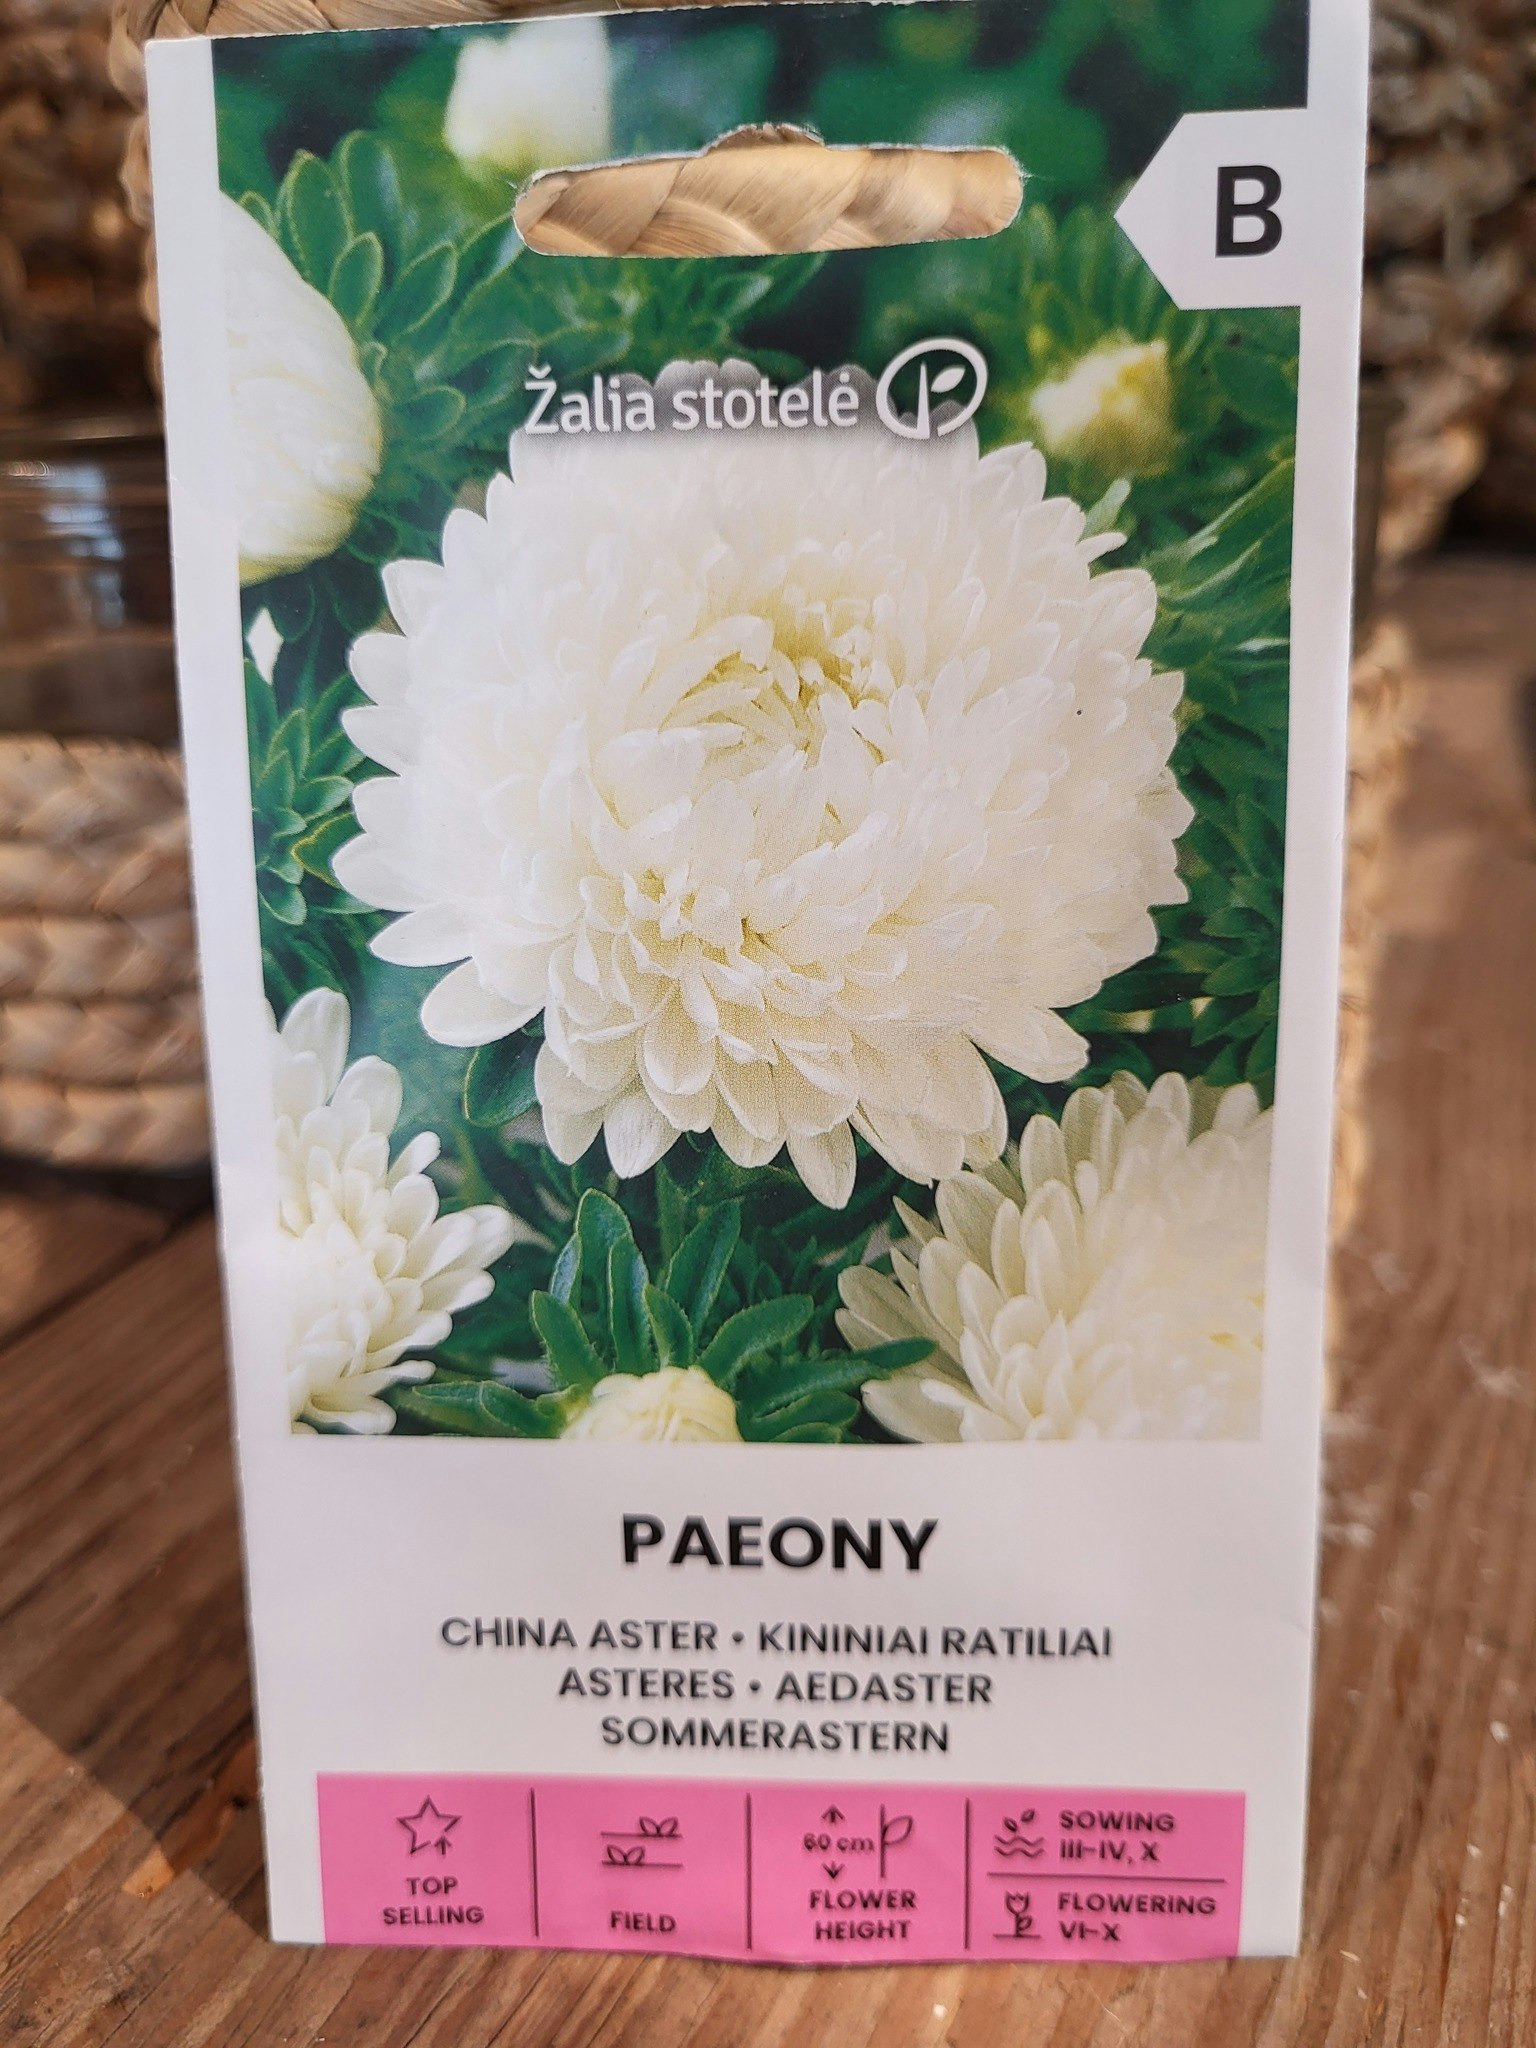 B
Žalia stotelė
PAEONY
CHINA ASTER • KININIAI RATILIAI
ASTERES • AEDASTER
SOMMERASTERN
TOP
SELLING
FIELD
60 cm
FLOWER
HEIGHT
SOWING
III-IV, X
FLOWERING
VI-X